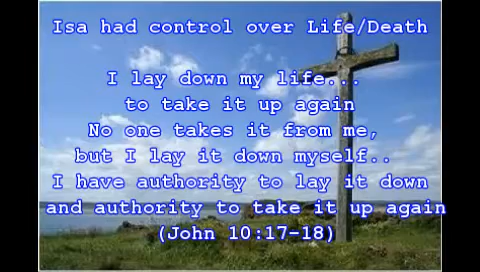 Isa had control over Life/Death
I lay down my life...
to take it up again
No one takes it from me,
but I lay it down myself..
I have authority to lay it down
and authority to take it up again
(John 10:17-18)